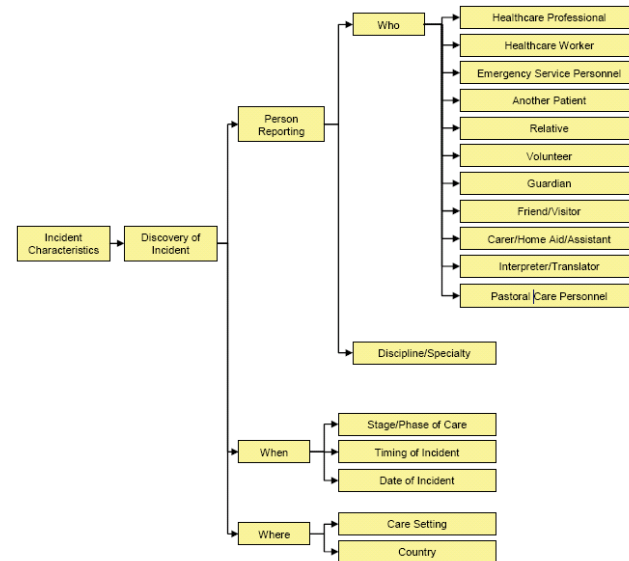 Incident
Characteristics
Discovery of
Incident
Person
Reporting
Who
Healthcare Professional
Healthcare Worker
Emergency Service Personnel
Another Patient
Relative
Volunteer
Guardian
Friend/Visitor
Carer/Home Aid/Assistant
Interpreter/Translator
Pastoral Care Personnel
Discipline/Specialty
When
Stage/Phase of Care
Timing of Incident
Date of Incident
Where
Care Setting
Country